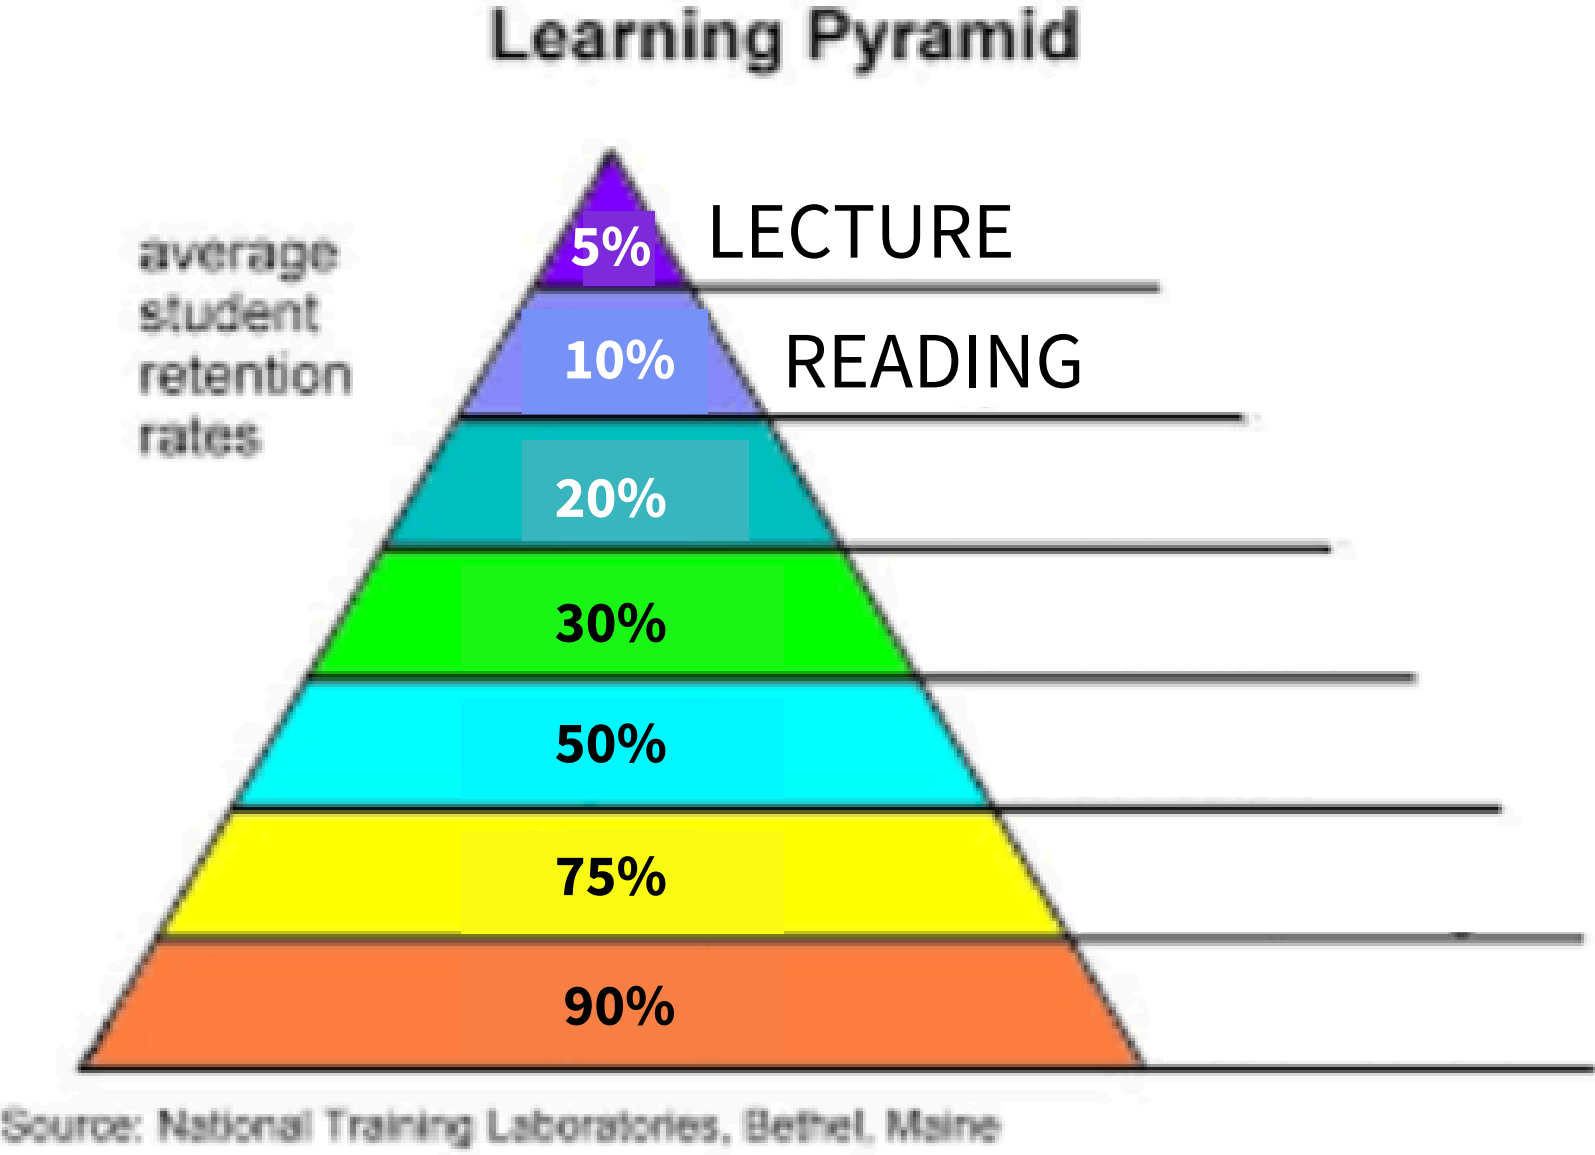 Learning Pyramid
average
student
retention
rates
5%
LECTURE
10%
READING
20%
30%
50%
75%
90%
Source: National Training Laboratories, Bethel, Maine